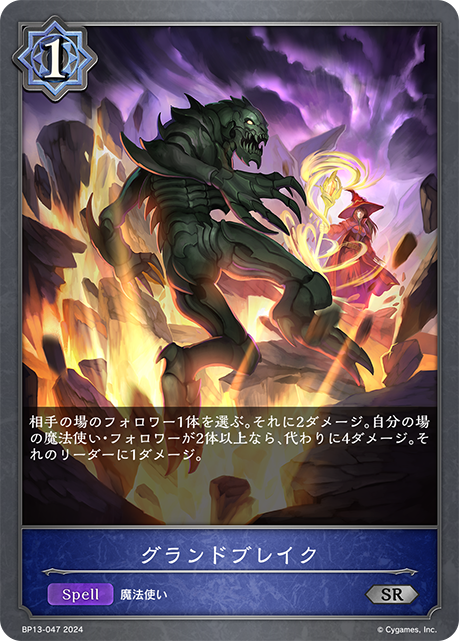 1
相手の場のフォロワー1体を選ぶ。それに2ダメージ。自分の場
の魔法使い・フォロワーが2体以上なら、代わりに4ダメージ。そ
れのリーダーに1ダメージ。
グランドブレイク
Spell 魔法使い
SR
BP13-047 2024
© Cygames, Inc.